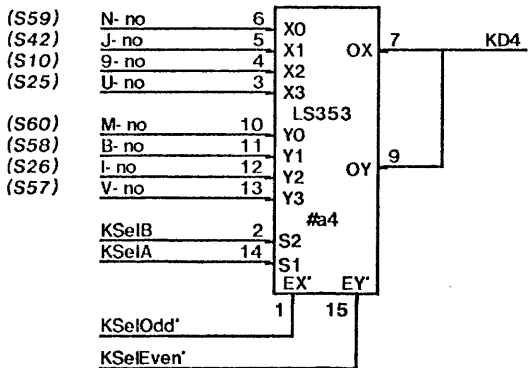 (S59) N- no 6 X0
(S42) J- no 5 X1 OX 7 KD4
(S10) 9- no 4 X2
(S25) U- no 3 X3
LS353
(S60) M- no 10 Y0
(S58) B- no 11 Y1
(S26) I- no 12 Y2 OY 9
(S57) V- no 13 Y3
#a4
KSelB 2 S2
KSelA 14 S1
EX' EY'
1 15
KSelOdd'
KSelEven'